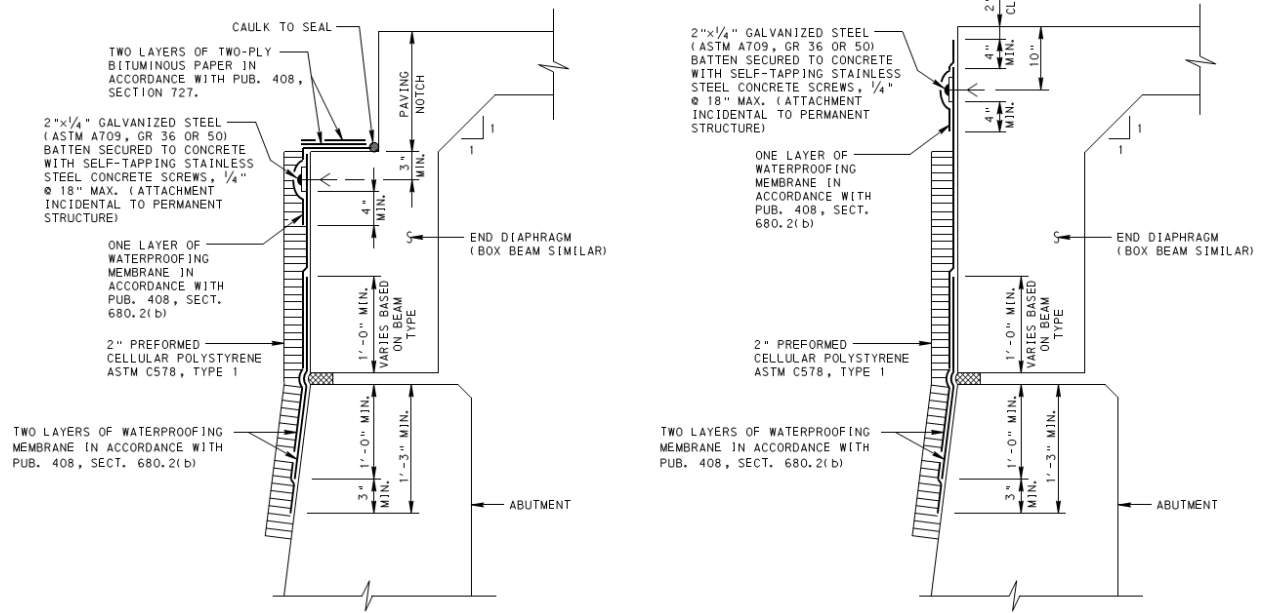 CAULK TO SEAL
TWO LAYERS OF TWO-PLY
BITUMINOUS PAPER IN
ACCORDANCE WITH PUB. 408,
SECTION 727.
2"x1/4" GALVANIZED STEEL
(ASTM A709, GR 36 OR 50)
BATTEN SECURED TO CONCRETE
WITH SELF-TAPPING STAINLESS
STEEL CONCRETE SCREWS, 1/4"
@ 18" MAX. (ATTACHMENT
INCIDENTAL TO PERMANENT
STRUCTURE)
ONE LAYER OF
WATERPROOFING
MEMBRANE IN
ACCORDANCE WITH
PUB. 408, SECT.
680.2(b)
2" PREFORMED
CELLULAR POLYSTYRENE
ASTM C578, TYPE 1
TWO LAYERS OF WATERPROOFING
MEMBRANE IN ACCORDANCE WITH
PUB. 408, SECT. 680.2(b)
PAVING
NOTCH
3"
MIN.
4"
MIN.
1
1
℄
END DIAPHRAGM
(BOX BEAM SIMILAR)
1'-0" MIN.
VARIES BASED
ON BEAM
TYPE
1'-0" MIN.
3"
MIN.
1'-3" MIN.
ABUTMENT
2"
CL
2"x1/4" GALVANIZED STEEL
(ASTM A709, GR 36 OR 50)
BATTEN SECURED TO CONCRETE
WITH SELF-TAPPING STAINLESS
STEEL CONCRETE SCREWS, 1/4"
@ 18" MAX. (ATTACHMENT
INCIDENTAL TO PERMANENT
STRUCTURE)
4"
MIN.
10"
4"
MIN.
1
1
ONE LAYER OF
WATERPROOFING
MEMBRANE IN
ACCORDANCE WITH
PUB. 408, SECT.
680.2(b)
℄
END DIAPHRAGM
(BOX BEAM SIMILAR)
1'-0" MIN.
VARIES BASED
ON BEAM
TYPE
2" PREFORMED
CELLULAR POLYSTYRENE
ASTM C578, TYPE 1
TWO LAYERS OF WATERPROOFING
MEMBRANE IN ACCORDANCE WITH
PUB. 408, SECT. 680.2(b)
1'-0" MIN.
3"
MIN.
1'-3" MIN.
ABUTMENT